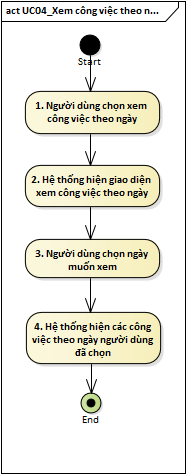 act UC04_Xem công việc theo n...
Start
1. Người dùng chọn xem
công việc theo ngày
2. Hệ thống hiện giao diện
xem công việc theo ngày
3. Người dùng chọn ngày
muốn xem
4. Hệ thống hiện các công
việc theo ngày người dùng
đã chọn
End